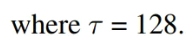 where τ = 128.